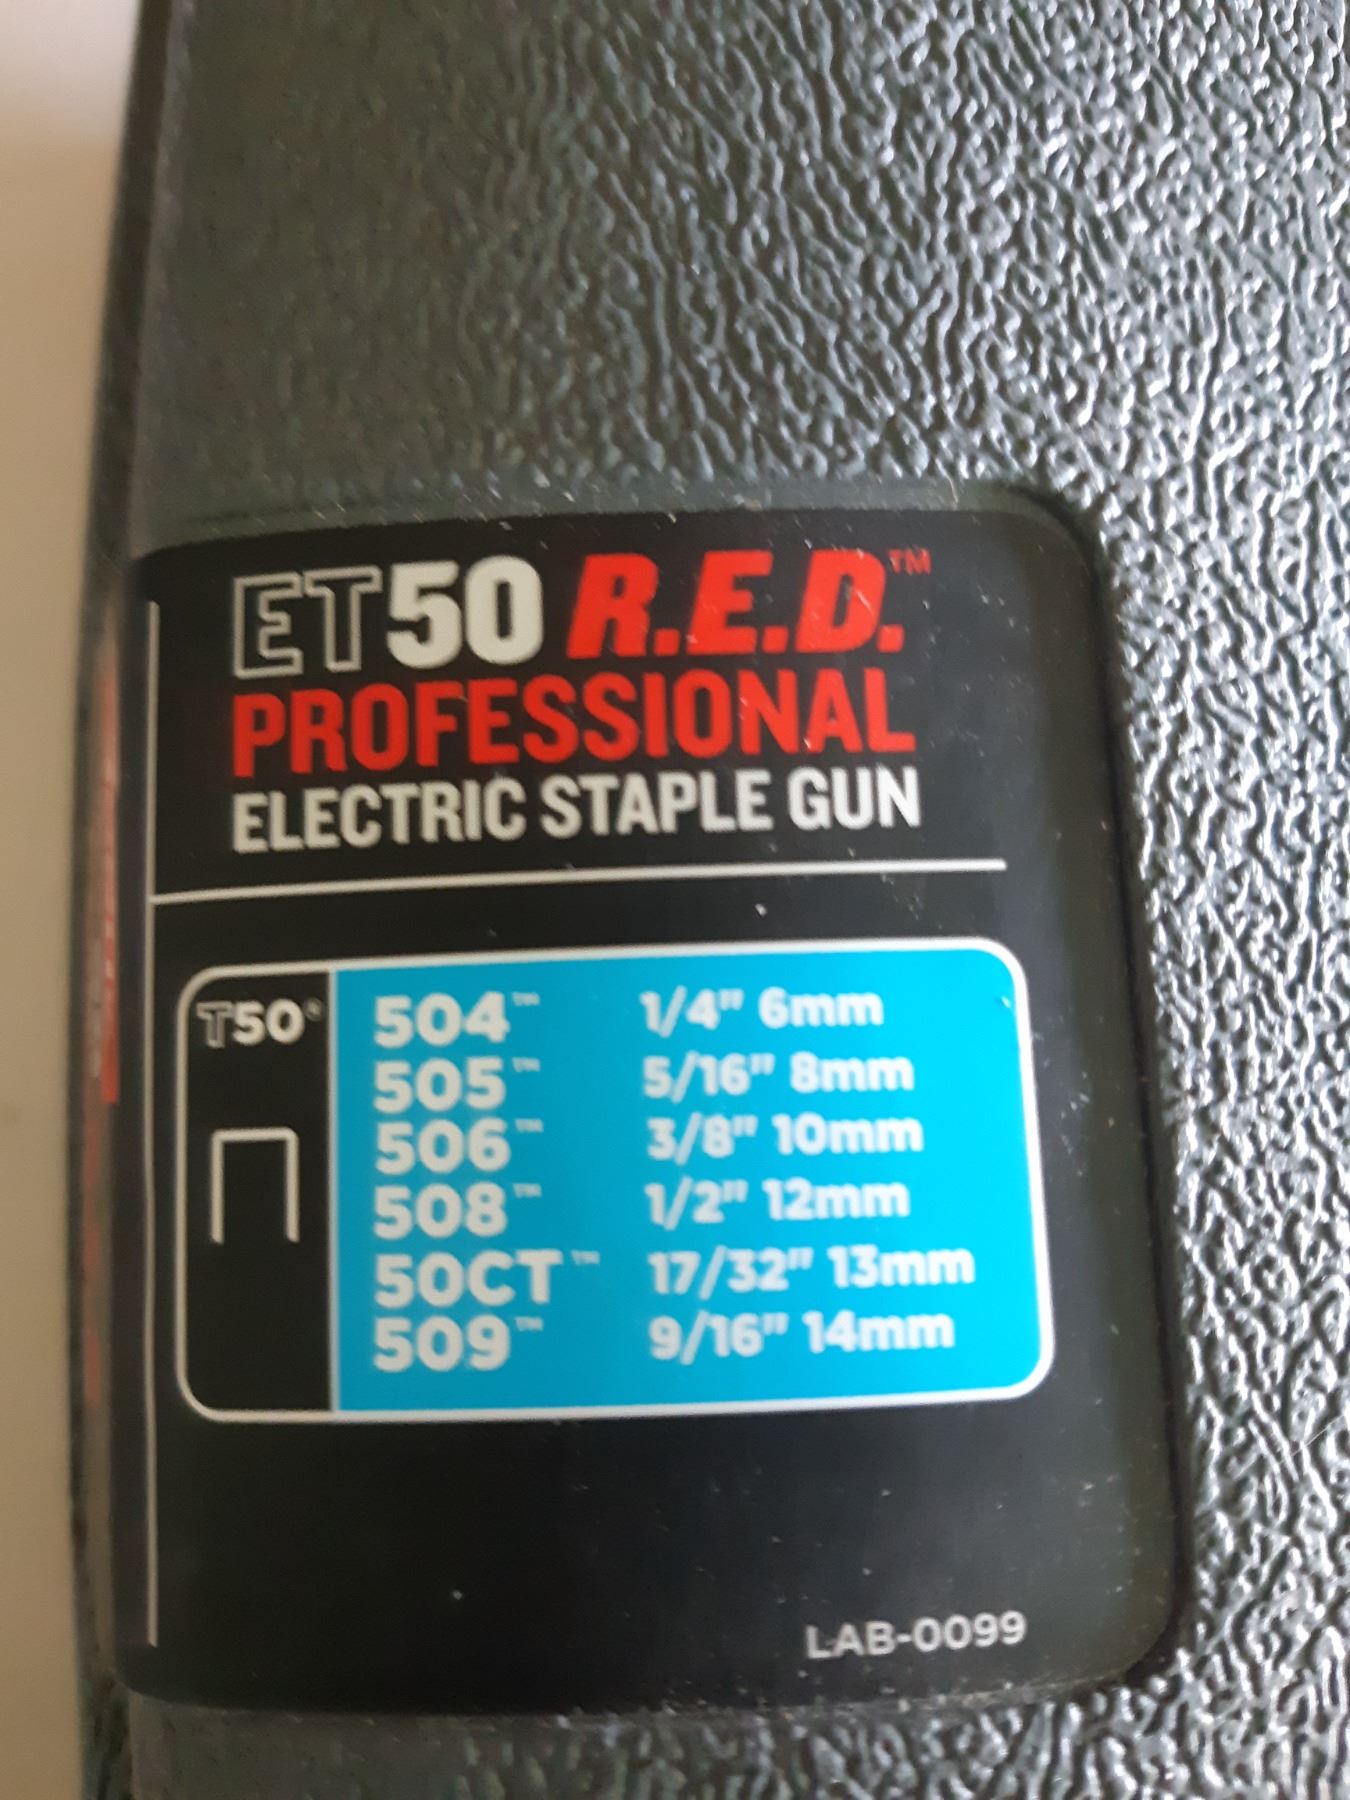 ET50 R.E.D.™
PROFESSIONAL
ELECTRIC STAPLE GUN
T50®
504™ 1/4" 6mm
505™ 5/16" 8mm
506™ 3/8" 10mm
508™ 1/2" 12mm
50CT™ 17/32" 13mm
509™ 9/16" 14mm
LAB-0099